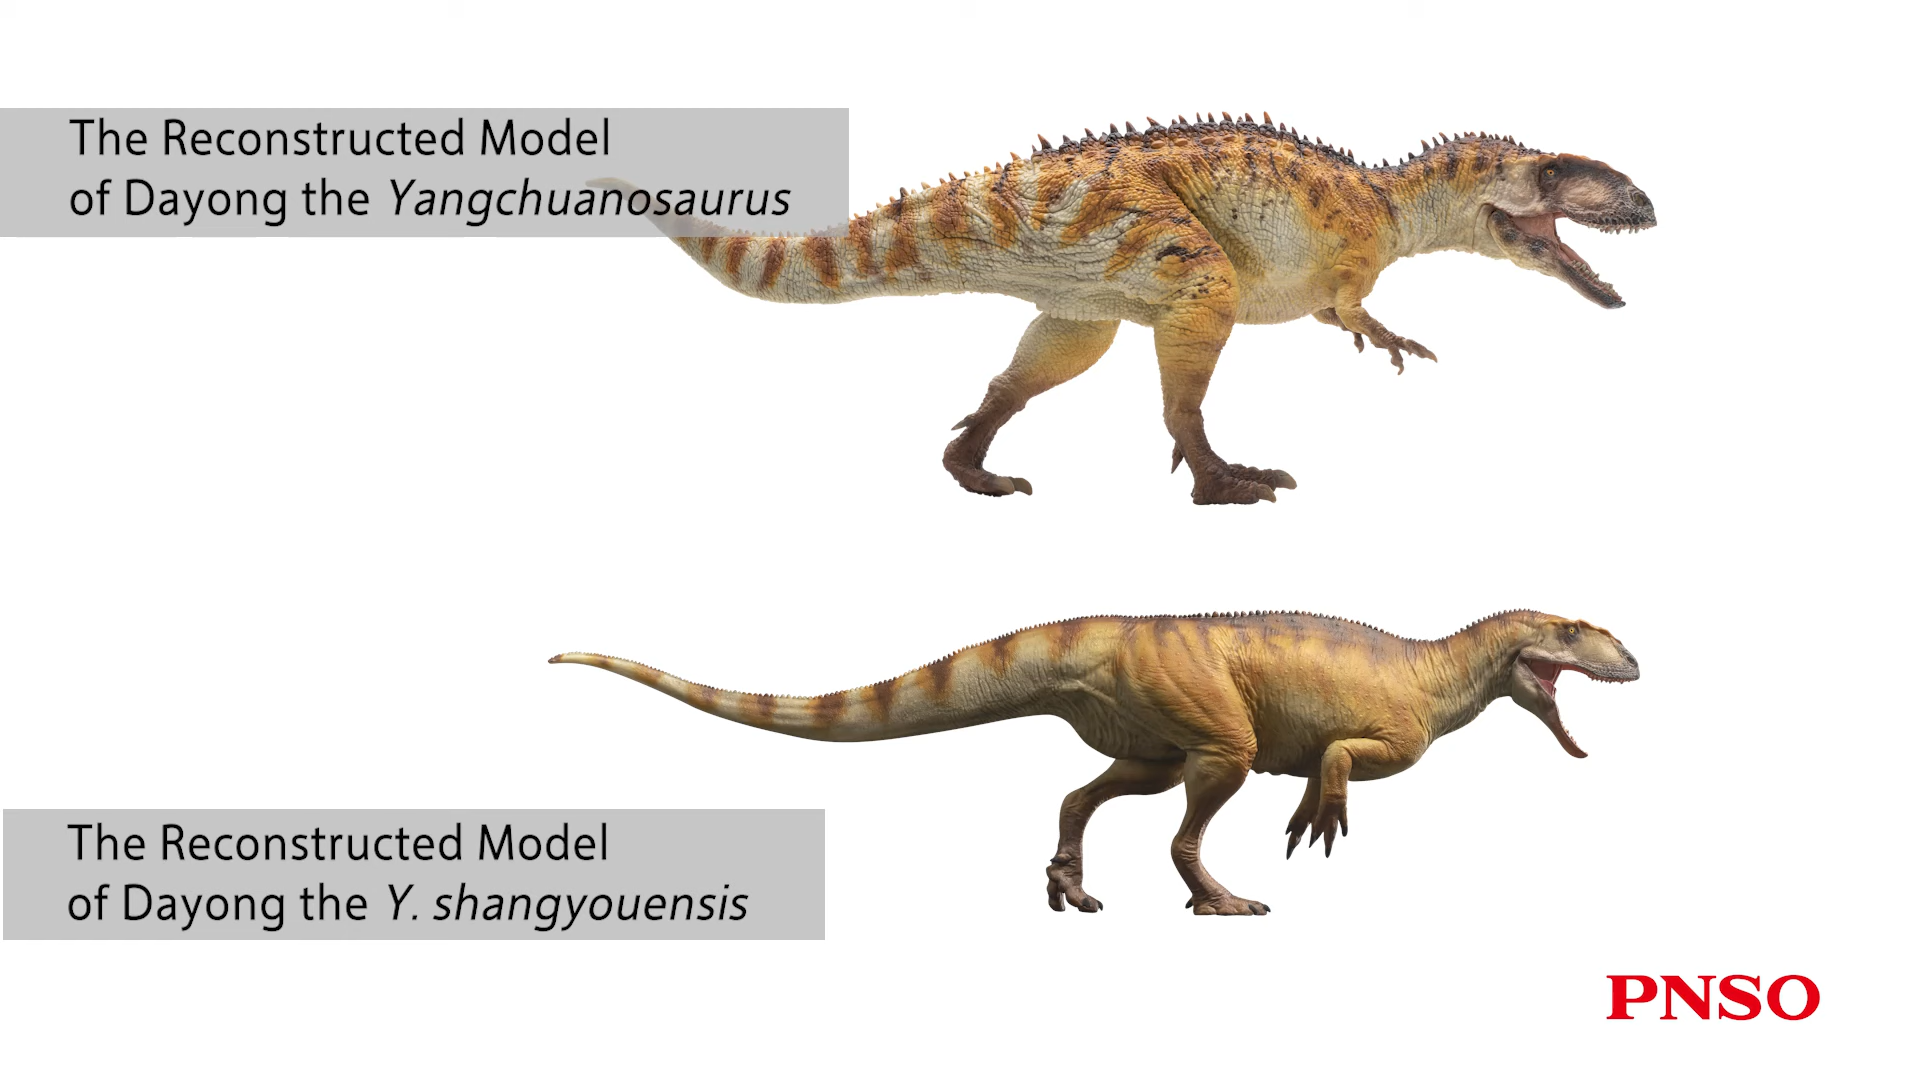 The Reconstructed Model
of Dayong the Yangchuanosaurus
The Reconstructed Model
of Dayong the Y. shangyouensis
PNSO